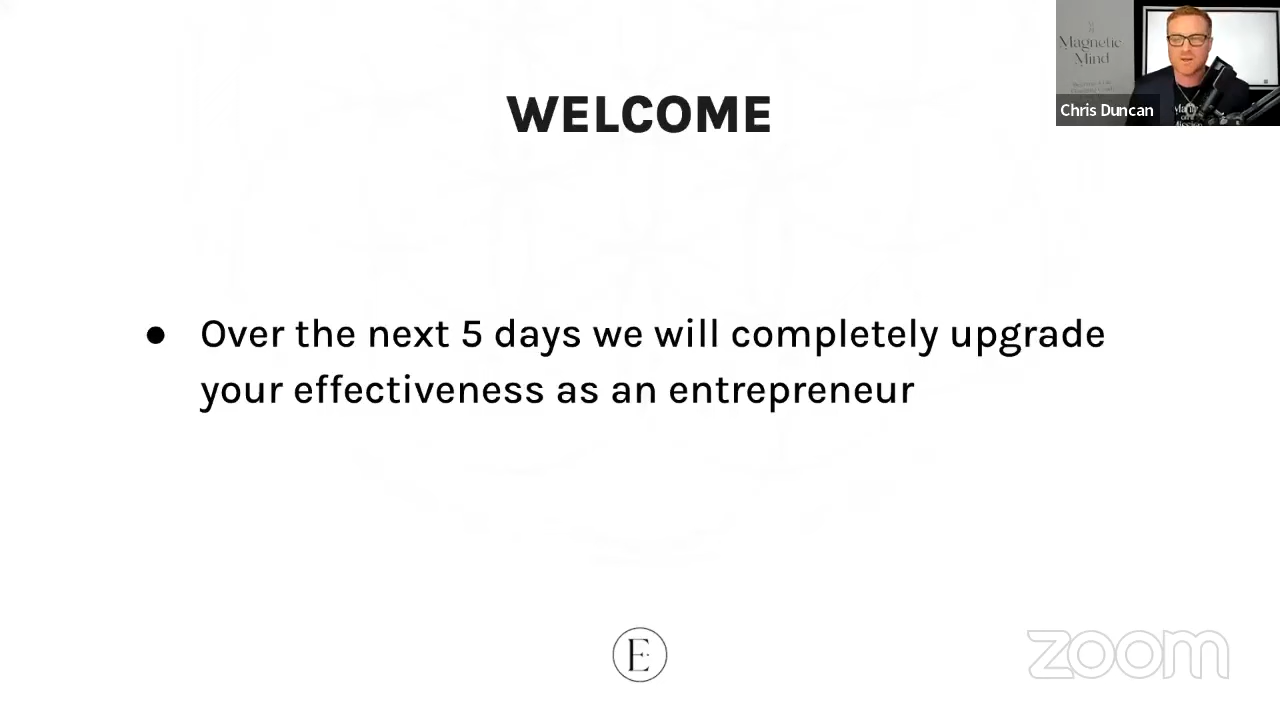 Magnetic
Mind
Chris Duncan
WELCOME
● Over the next 5 days we will completely upgrade
your effectiveness as an entrepreneur
E
zoom